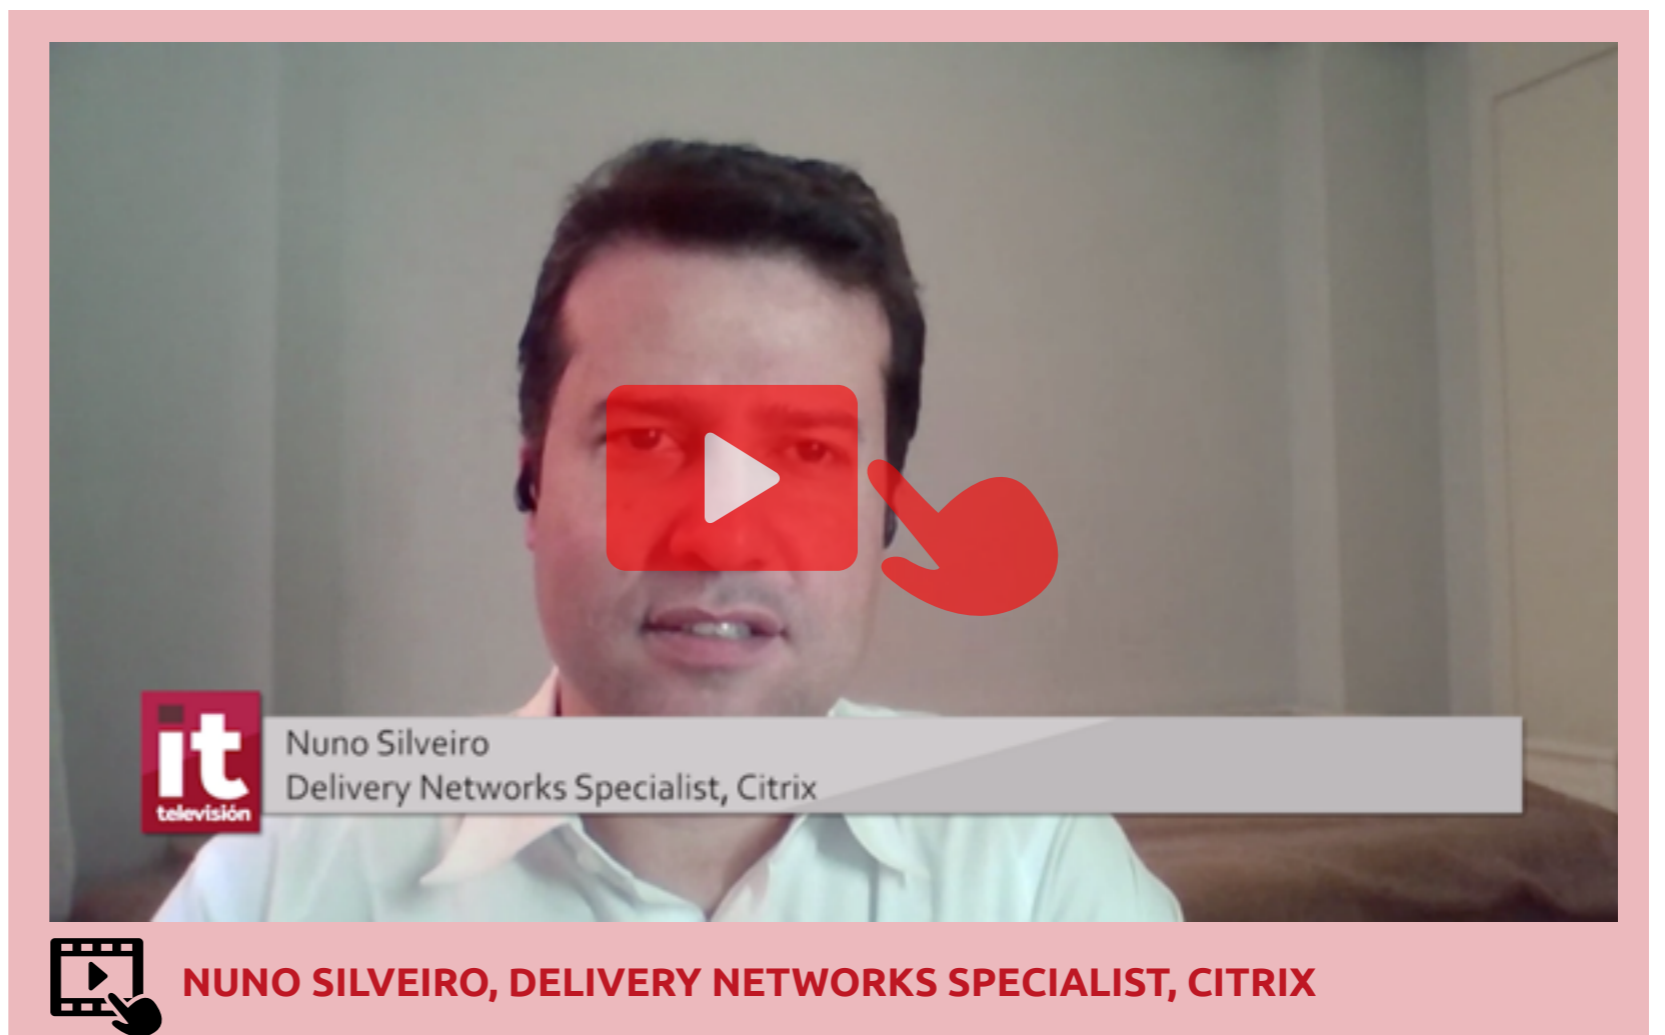 it
televisión
Nuno Silveiro
Delivery Networks Specialist, Citrix
NUNO SILVEIRO, DELIVERY NETWORKS SPECIALIST, CITRIX